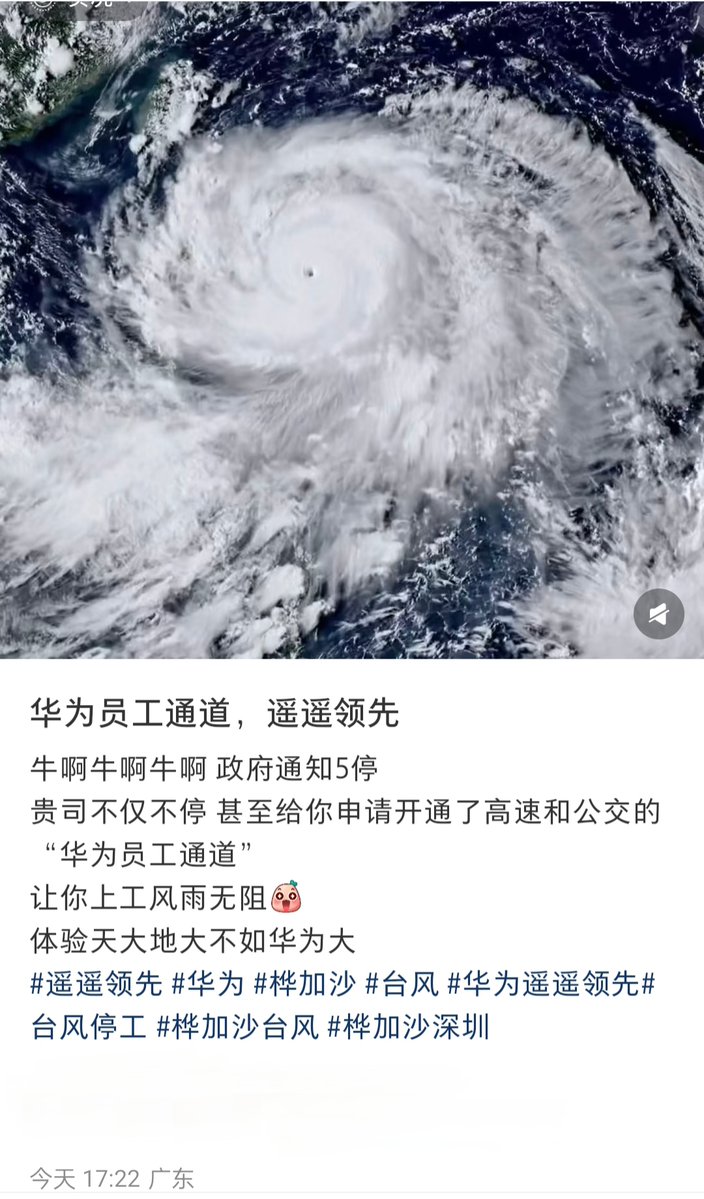 华为员工通道，遥遥领先
牛啊牛啊牛啊 政府通知5停
贵司不仅不停 甚至给你申请开通了高速和公交的
“华为员工通道”
让你上工风雨无阻
体验天大地大不如华为大
#遥遥领先 #华为 #桦加沙 #台风 #华为遥遥领先#
台风停工 #桦加沙台风 #桦加沙深圳
今天 17:22 广东